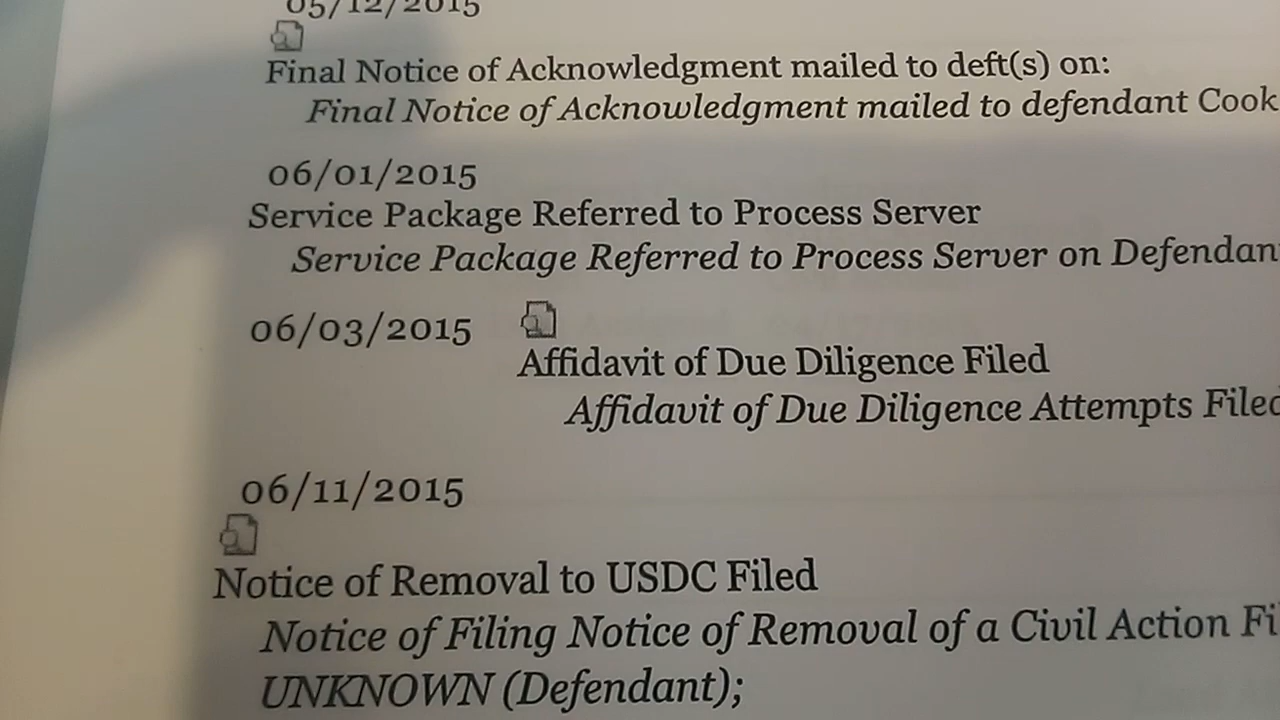 05/12/2015
Final Notice of Acknowledgment mailed to deft(s) on:
Final Notice of Acknowledgment mailed to defendant Cook
06/01/2015
Service Package Referred to Process Server
Service Package Referred to Process Server on Defendan
06/03/2015
Affidavit of Due Diligence Filed
Affidavit of Due Diligence Attempts Filed
06/11/2015
Notice of Removal to USDC Filed
Notice of Filing Notice of Removal of a Civil Action Fi
UNKNOWN (Defendant);